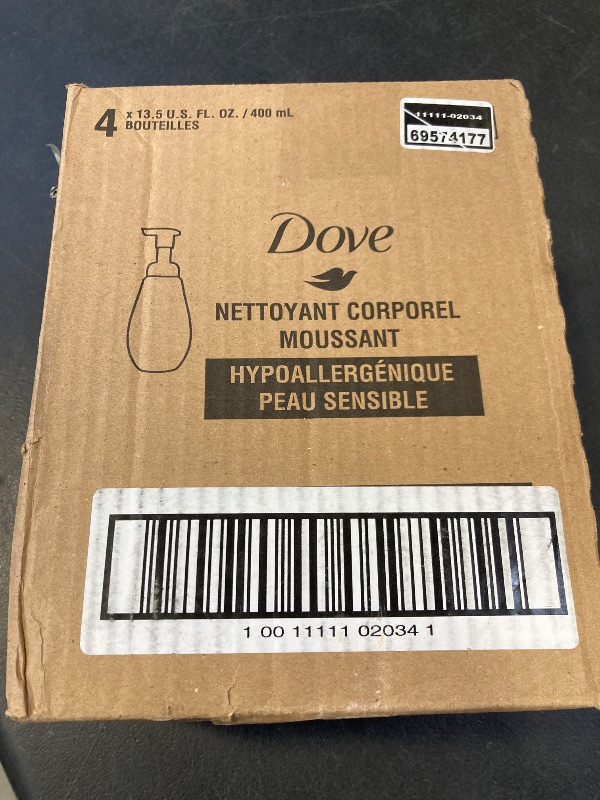 4 x 13,5 U.S. FL. OZ. / 400 mL
BOUTEILLES
11111-02034
69574177
Dove
NETTOYANT CORPOREL
MOUSSANT
HYPOALLERGÉNIQUE
PEAU SENSIBLE
1 00 11111 02034 1